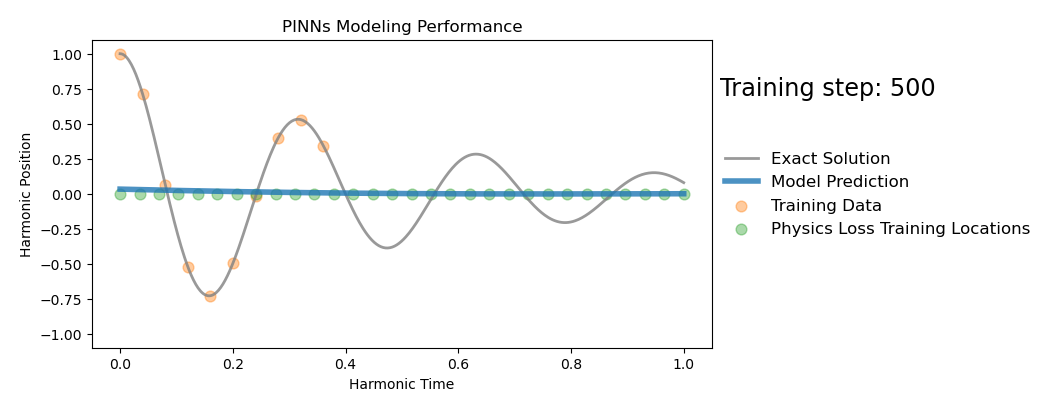 PINNs Modeling Performance
Training step: 500
Harmonic Position
1.00
0.75
0.50
0.25
0.00
−0.25
−0.50
−0.75
−1.00
0.0
0.2
0.4
0.6
0.8
1.0
Harmonic Time
Exact Solution
Model Prediction
Training Data
Physics Loss Training Locations